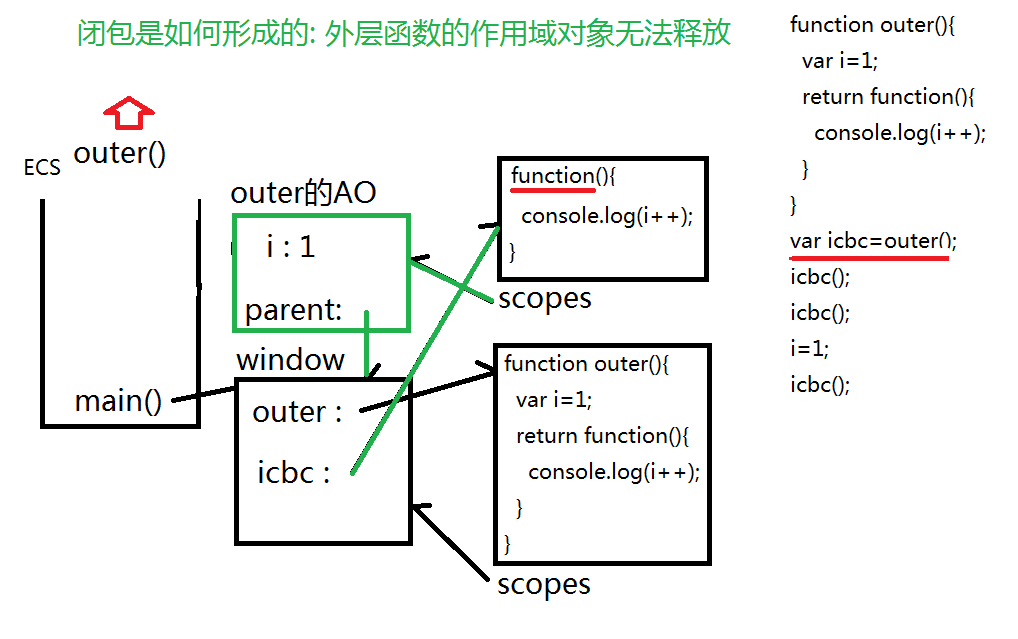 闭包是如何形成的: 外层函数的作用域对象无法释放
outer()
ECS
main()
outer的AO
i : 1
parent:
window
outer :
icbc :
function(){
console.log(i++);
}
scopes
function outer(){
var i=1;
return function(){
console.log(i++);
}
}
scopes
function outer(){
var i=1;
return function(){
console.log(i++);
}
}
var icbc=outer();
icbc();
icbc();
i=1;
icbc();